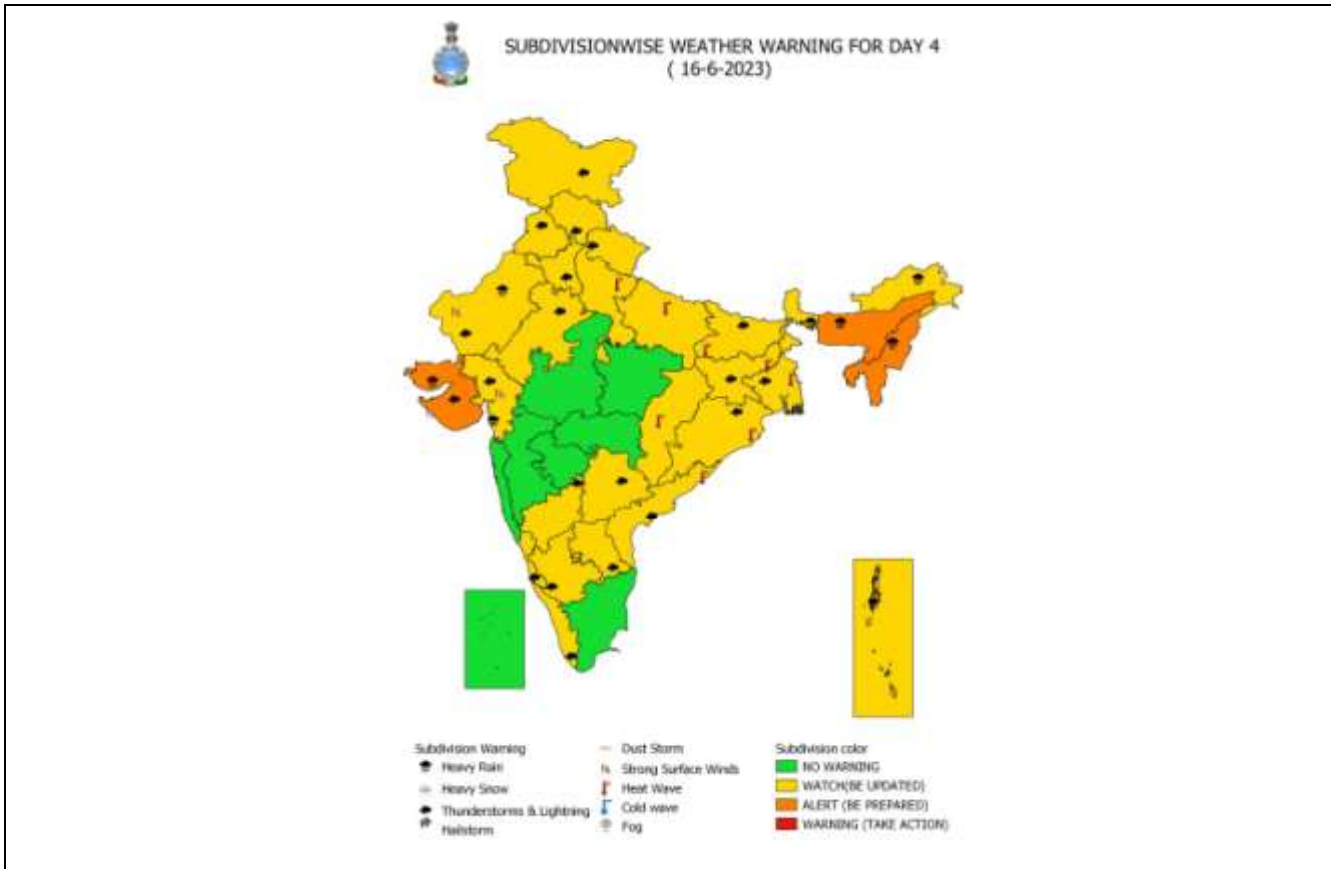 SUBDIVISIONWISE WEATHER WARNING FOR DAY 4
( 16-6-2023)
Subdivision Warning
Heavy Rain
Heavy Snow
Thunderstorms & Lightning
Hailstorm
Dust Storm
Strong Surface Winds
Heat Wave
Cold wave
Fog
Subdivision color
NO WARNING
WATCH(BE UPDATED)
ALERT (BE PREPARED)
WARNING (TAKE ACTION)